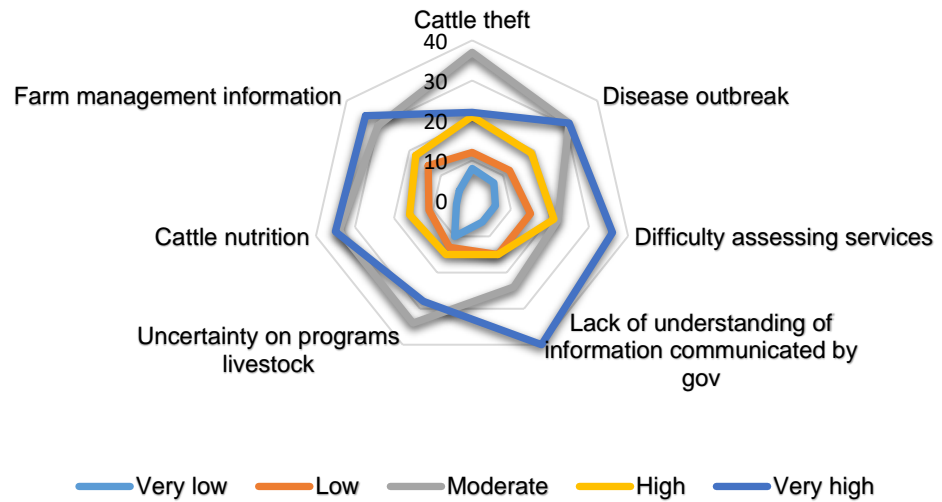 Cattle theft
40
30
20
10
0
Disease outbreak
Difficulty assessing services
Lack of understanding of
information communicated by
gov
Uncertainty on programs
livestock
Cattle nutrition
Farm management information
Very low
Low
Moderate
High
Very high